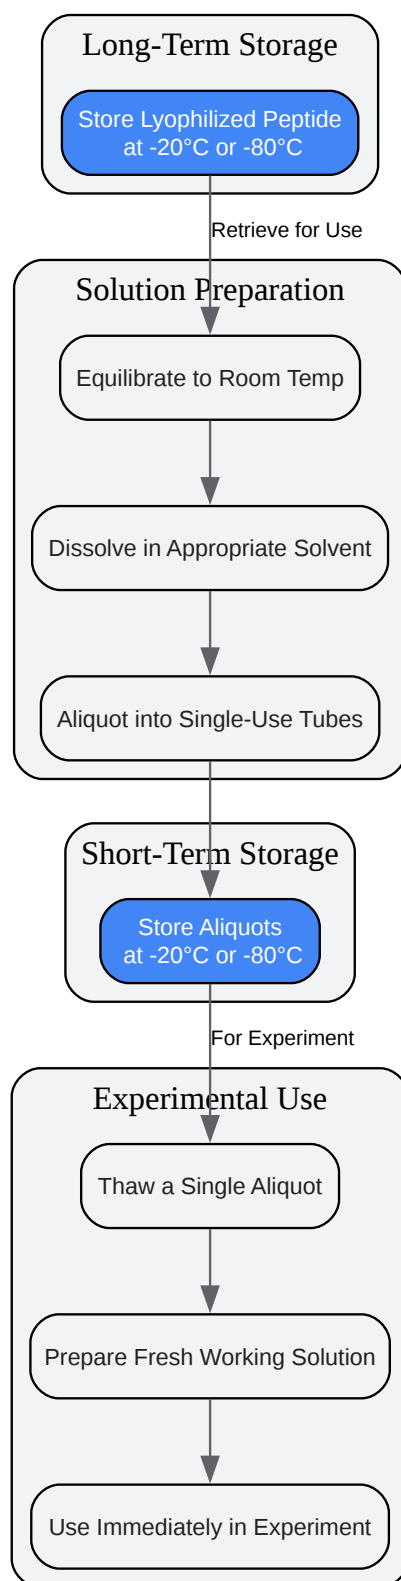 Long-Term Storage
Store Lyophilized Peptide
at -20°C or -80°C
Retrieve for Use
Solution Preparation
Equilibrate to Room Temp
Dissolve in Appropriate Solvent
Aliquot into Single-Use Tubes
Short-Term Storage
Store Aliquots
at -20°C or -80°C
For Experiment
Experimental Use
Thaw a Single Aliquot
Prepare Fresh Working Solution
Use Immediately in Experiment